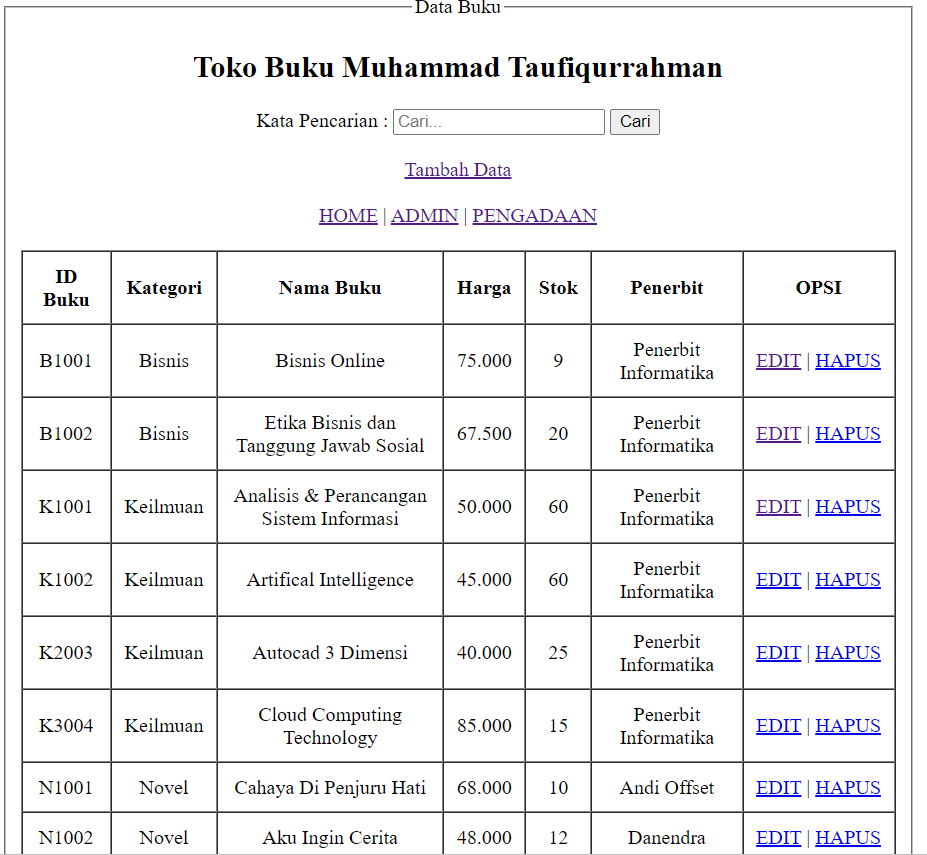 Data Buku
Toko Buku Muhammad Taufiqurrahman
Kata Pencarian : Cari... Cari
Tambah Data
HOME | ADMIN | PENGADAAN
ID Buku Kategori Nama Buku Harga Stok Penerbit OPSI
B1001 Bisnis Bisnis Online 75.000 9 Penerbit Informatika EDIT | HAPUS
B1002 Bisnis Etika Bisnis dan Tanggung Jawab Sosial 67.500 20 Penerbit Informatika EDIT | HAPUS
K1001 Keilmuan Analisis & Perancangan Sistem Informasi 50.000 60 Penerbit Informatika EDIT | HAPUS
K1002 Keilmuan Artifical Intelligence 45.000 60 Penerbit Informatika EDIT | HAPUS
K2003 Keilmuan Autocad 3 Dimensi 40.000 25 Penerbit Informatika EDIT | HAPUS
K3004 Keilmuan Cloud Computing Technology 85.000 15 Penerbit Informatika EDIT | HAPUS
N1001 Novel Cahaya Di Penjuru Hati 68.000 10 Andi Offset EDIT | HAPUS
N1002 Novel Aku Ingin Cerita 48.000 12 Danendra EDIT | HAPUS